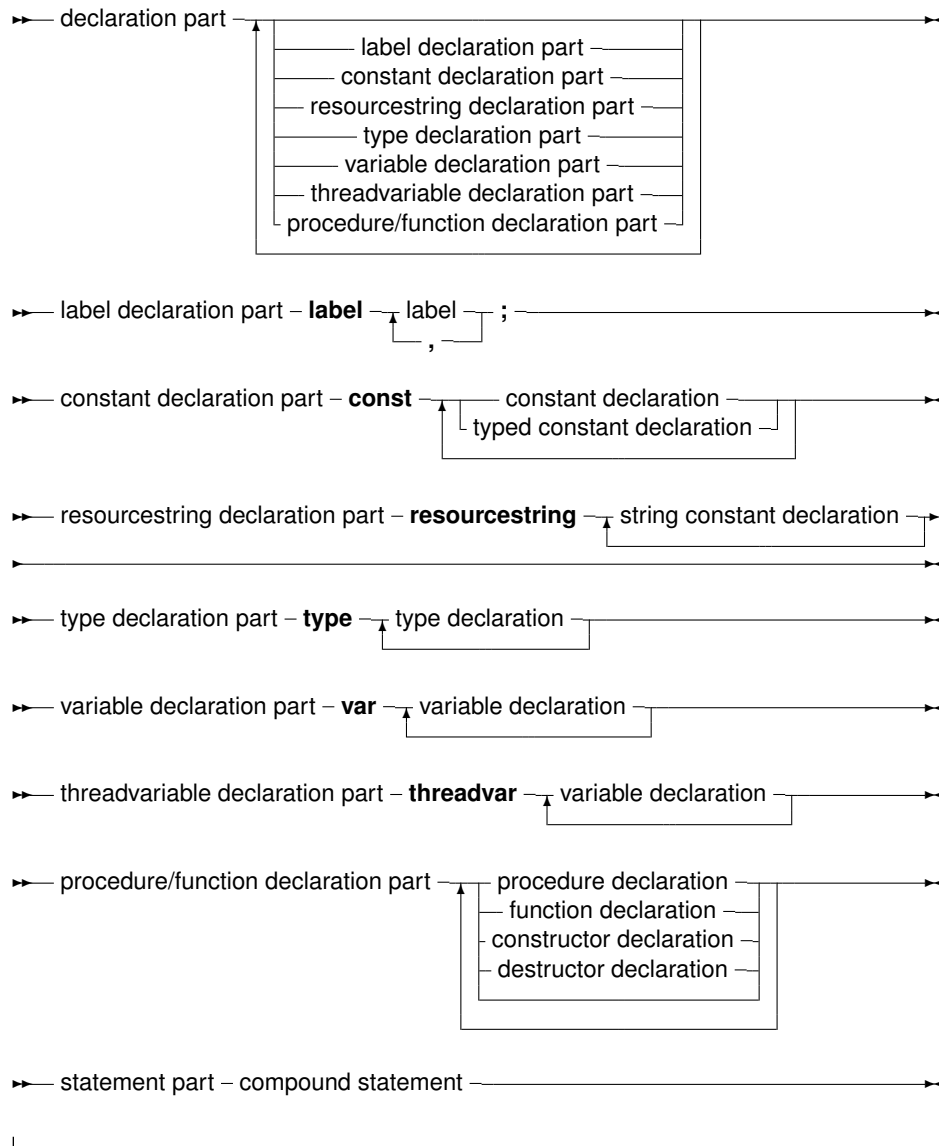 declaration part
label declaration part
constant declaration part
resourcestring declaration part
type declaration part
variable declaration part
threadvariable declaration part
procedure/function declaration part
label declaration part label label ;
,
constant declaration part const constant declaration
typed constant declaration
resourcestring declaration part resourcestring string constant declaration
type declaration part type type declaration
variable declaration part var variable declaration
threadvariable declaration part threadvar variable declaration
procedure/function declaration part procedure declaration
function declaration
constructor declaration
destructor declaration
statement part compound statement